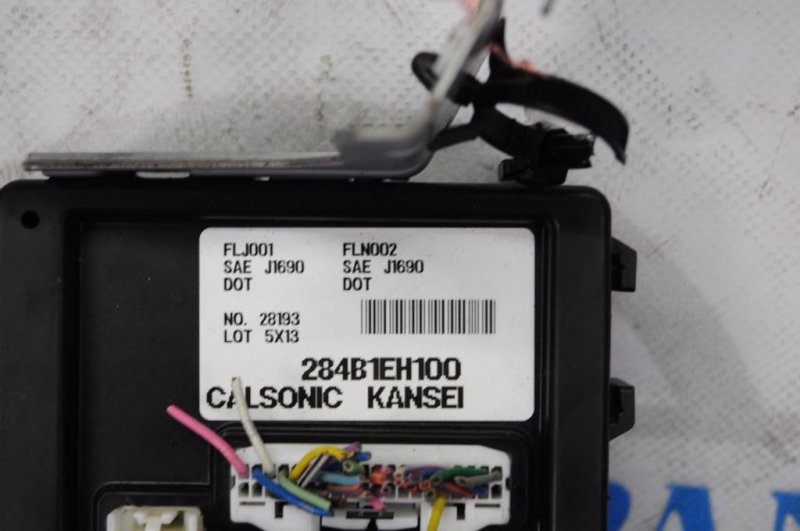 FLJ001 FLN002
SAE J1690 SAE J1690
DOT DOT
NO. 28193
LOT 5X13
284B1EH100
CALSONIC KANSEI